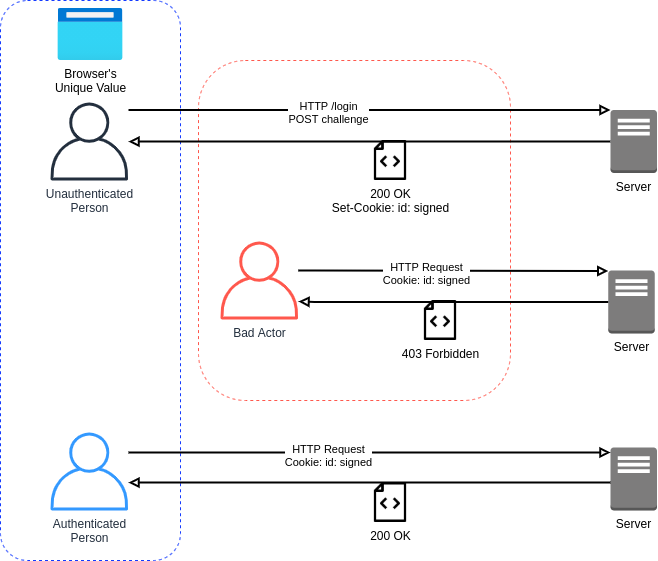 Browser's
Unique Value
HTTP /login
POST challenge
Server
Unauthenticated
Person
200 OK
Set-Cookie: id: signed
HTTP Request
Cookie: id: signed
Bad Actor
Server
403 Forbidden
HTTP Request
Cookie: id: signed
Authenticated
Person
Server
200 OK